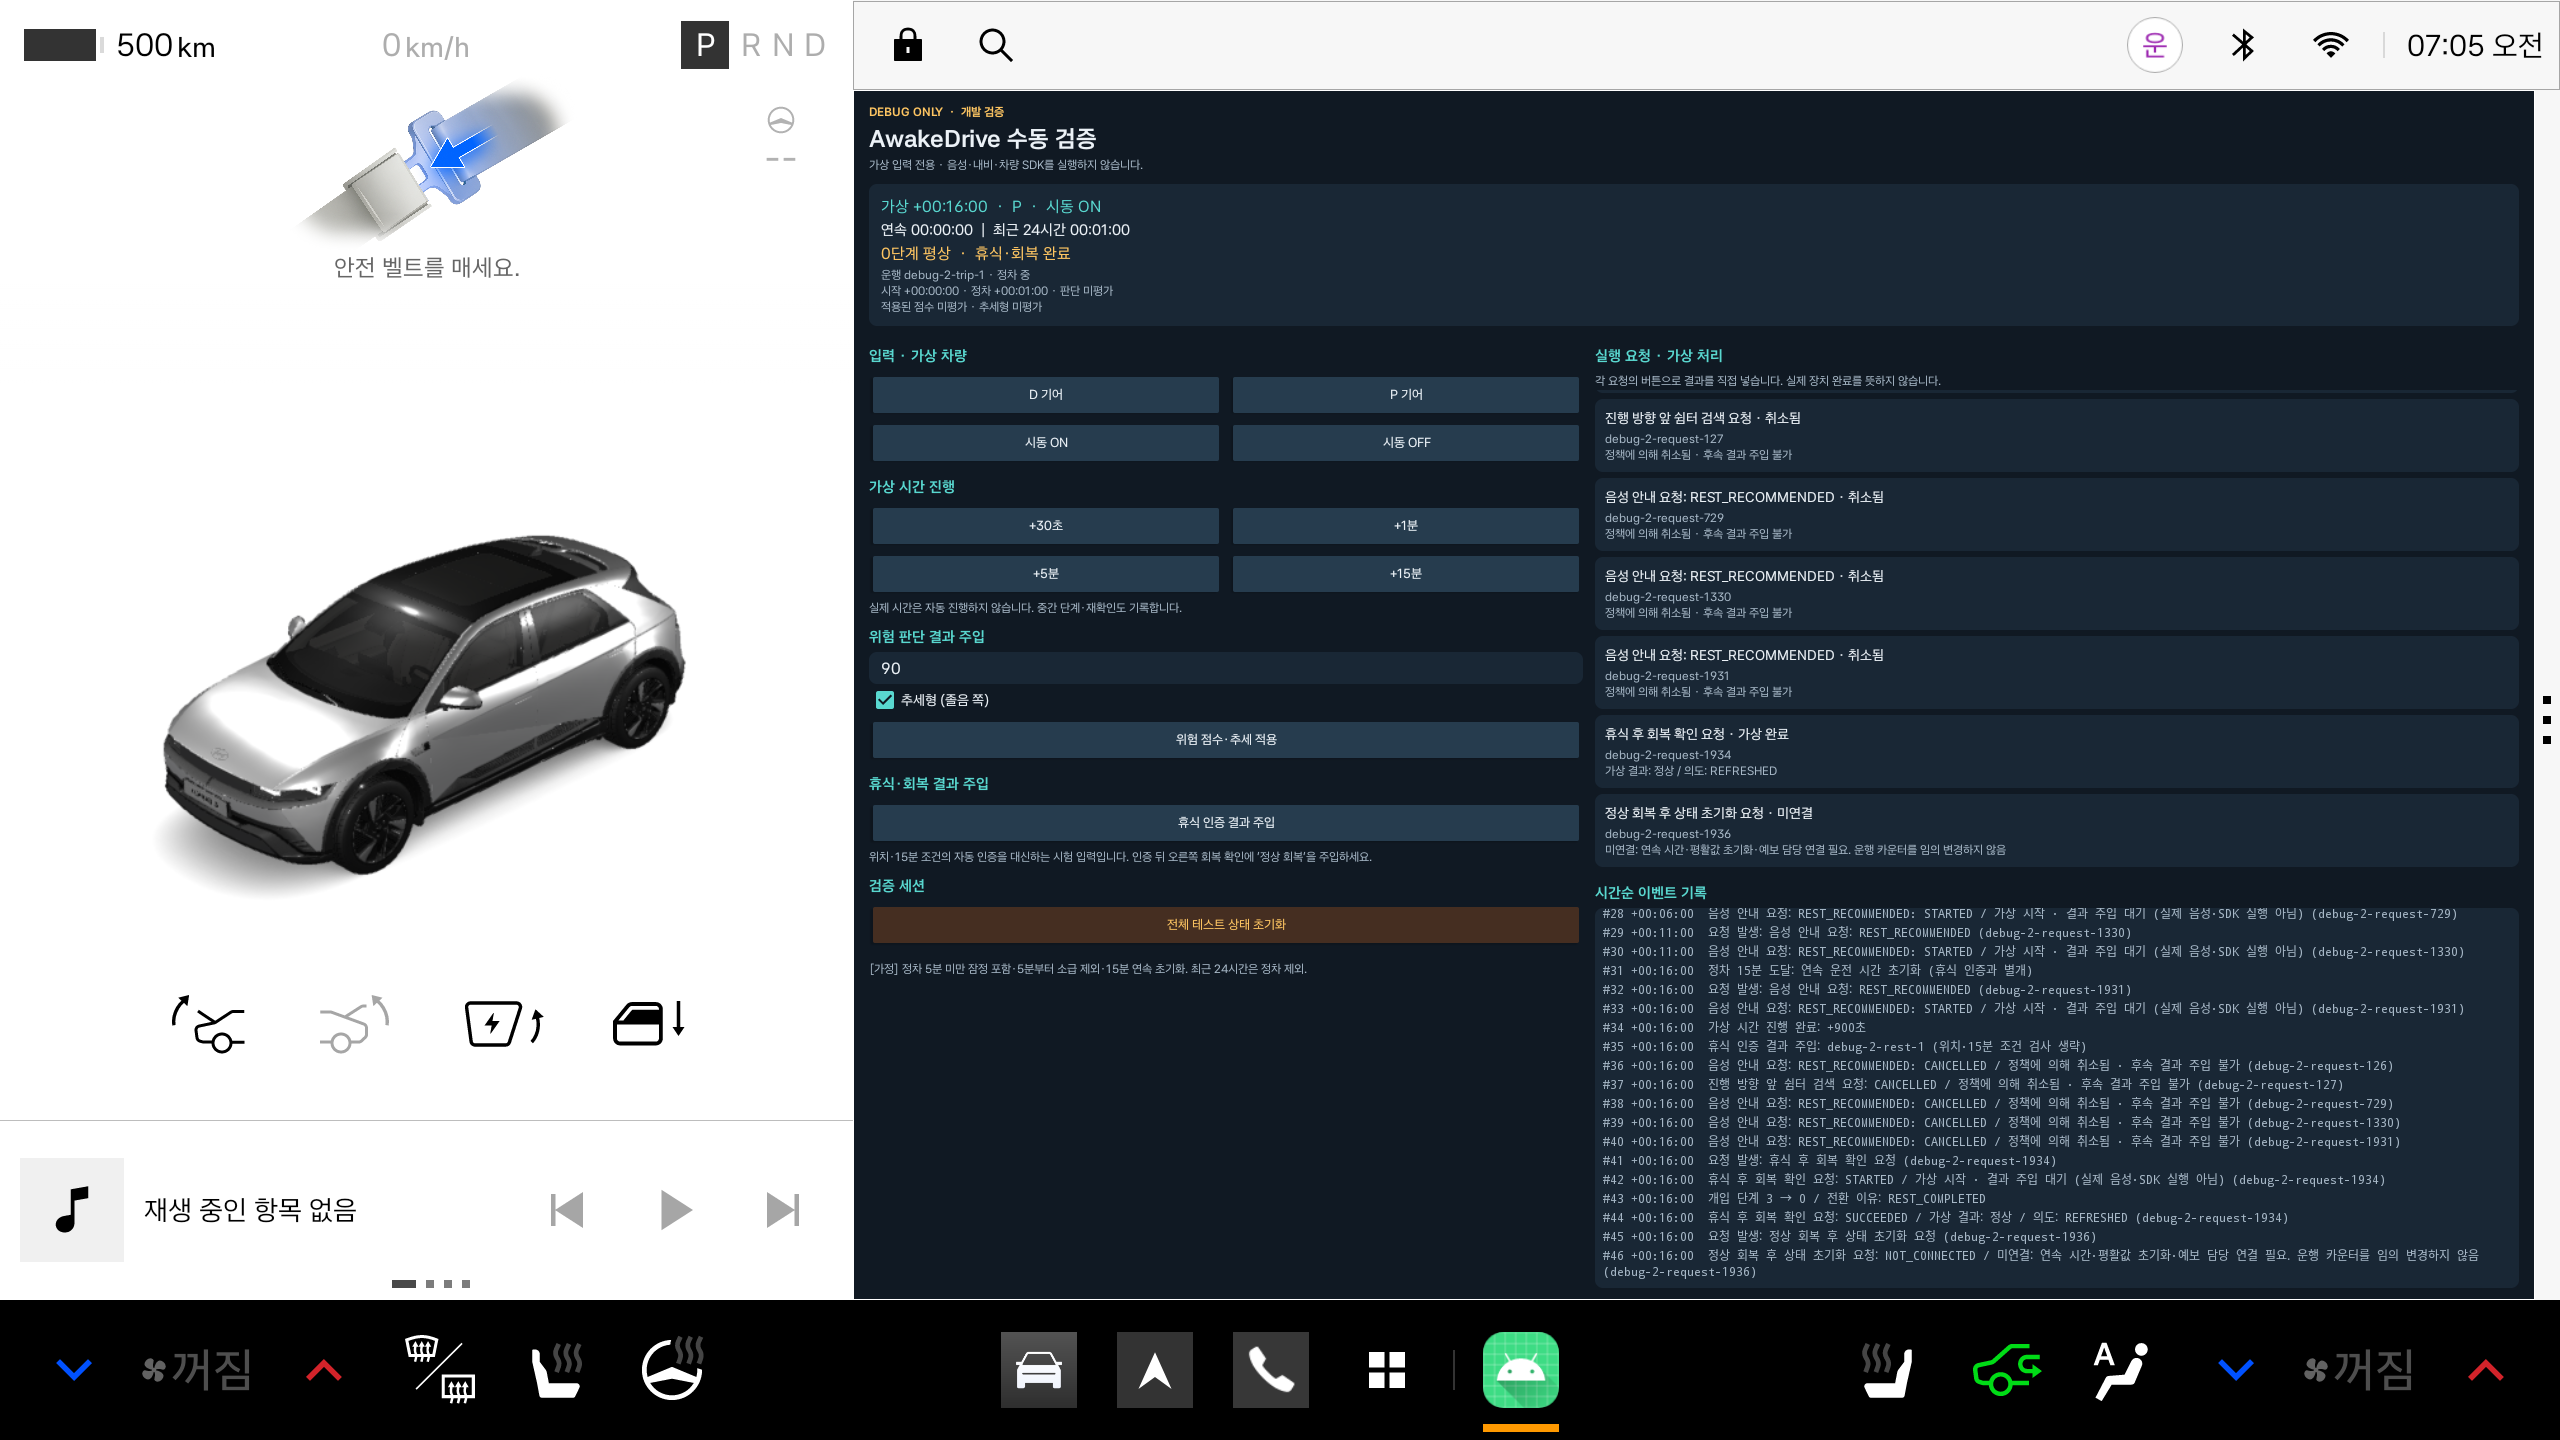 500 km
0 km/h
P R N D
운
07:05 오전
안전 벨트를 매세요.
재생 중인 항목 없음
DEBUG ONLY · 개발 검증
AwakeDrive 수동 검증
가상 입력 전용 · 음성·내비·차량 SDK를 실행하지 않습니다.
가상 +00:16:00 · P · 시동 ON
연속 00:00:00 | 최근 24시간 00:01:00
0단계 평상 · 휴식·회복 완료
운행 debug-2-trip-1 · 정차 중
시작 +00:00:00 · 정차 +00:01:00 · 판단 미평가
적용된 점수 미평가 · 추세형 미평가
입력 · 가상 차량
D 기어
P 기어
시동 ON
시동 OFF
가상 시간 진행
+30초
+1분
+5분
+15분
실제 시간은 자동 진행하지 않습니다. 중간 단계·재확인도 기록합니다.
위험 판단 결과 주입
90
추세형 (졸음 쪽)
위험 점수·추세 적용
휴식·회복 결과 주입
휴식 인증 결과 주입
위치·15분 조건의 자동 인증을 대신하는 시험 입력입니다. 인증 뒤 오른쪽 회복 확인에 '정상 회복'을 주입하세요.
검증 세션
전체 테스트 상태 초기화
[가정] 정차 5분 미만 잠정 포함·5분부터 소급 제외·15분 연속 초기화. 최근 24시간은 정차 제외.
실행 요청 · 가상 처리
각 요청의 버튼으로 결과를 직접 넣습니다. 실제 장치 완료를 뜻하지 않습니다.
진행 방향 앞 쉼터 검색 요청 · 취소됨
debug-2-request-127
정책에 의해 취소됨 · 후속 결과 주입 불가
음성 안내 요청: REST_RECOMMENDED · 취소됨
debug-2-request-729
정책에 의해 취소됨 · 후속 결과 주입 불가
음성 안내 요청: REST_RECOMMENDED · 취소됨
debug-2-request-1330
정책에 의해 취소됨 · 후속 결과 주입 불가
음성 안내 요청: REST_RECOMMENDED · 취소됨
debug-2-request-1931
정책에 의해 취소됨 · 후속 결과 주입 불가
휴식 후 회복 확인 요청 · 가상 완료
debug-2-request-1934
가상 결과: 정상 / 의도: REFRESHED
정상 회복 후 상태 초기화 요청 · 미연결
debug-2-request-1936
미연결: 연속 시간·평활값 초기화·예보 담당 연결 필요. 운행 카운터를 임의 변경하지 않음
시간순 이벤트 기록
#28 +00:06:00 음성 안내 요청: REST_RECOMMENDED: STARTED / 가상 시작 · 결과 주입 대기 (실제 음성·SDK 실행 아님) (debug-2-request-729)
#29 +00:11:00 요청 발생: 음성 안내 요청: REST_RECOMMENDED (debug-2-request-1330)
#30 +00:11:00 음성 안내 요청: REST_RECOMMENDED: STARTED / 가상 시작 · 결과 주입 대기 (실제 음성·SDK 실행 아님) (debug-2-request-1330)
#31 +00:16:00 정차 15분 도달: 연속 운전 시간 초기화 (휴식 인증과 별개)
#32 +00:16:00 요청 발생: 음성 안내 요청: REST_RECOMMENDED (debug-2-request-1931)
#33 +00:16:00 음성 안내 요청: REST_RECOMMENDED: STARTED / 가상 시작 · 결과 주입 대기 (실제 음성·SDK 실행 아님) (debug-2-request-1931)
#34 +00:16:00 가상 시간 진행 완료: +900초
#35 +00:16:00 휴식 인증 결과 주입: debug-2-rest-1 (위치·15분 조건 검사 생략)
#36 +00:16:00 음성 안내 요청: REST_RECOMMENDED: CANCELLED / 정책에 의해 취소됨 · 후속 결과 주입 불가 (debug-2-request-126)
#37 +00:16:00 진행 방향 앞 쉼터 검색 요청: CANCELLED / 정책에 의해 취소됨 · 후속 결과 주입 불가 (debug-2-request-127)
#38 +00:16:00 음성 안내 요청: REST_RECOMMENDED: CANCELLED / 정책에 의해 취소됨 · 후속 결과 주입 불가 (debug-2-request-729)
#39 +00:16:00 음성 안내 요청: REST_RECOMMENDED: CANCELLED / 정책에 의해 취소됨 · 후속 결과 주입 불가 (debug-2-request-1330)
#40 +00:16:00 음성 안내 요청: REST_RECOMMENDED: CANCELLED / 정책에 의해 취소됨 · 후속 결과 주입 불가 (debug-2-request-1931)
#41 +00:16:00 요청 발생: 휴식 후 회복 확인 요청 (debug-2-request-1934)
#42 +00:16:00 휴식 후 회복 확인 요청: STARTED / 가상 시작 · 결과 주입 대기 (실제 음성·SDK 실행 아님) (debug-2-request-1934)
#43 +00:16:00 개입 단계 3 → 0 / 전환 이유: REST_COMPLETED
#44 +00:16:00 휴식 후 회복 확인 요청: SUCCEEDED / 가상 결과: 정상 / 의도: REFRESHED (debug-2-request-1934)
#45 +00:16:00 요청 발생: 정상 회복 후 상태 초기화 요청 (debug-2-request-1936)
#46 +00:16:00 정상 회복 후 상태 초기화 요청: NOT_CONNECTED / 미연결: 연속 시간·평활값 초기화·예보 담당 연결 필요. 운행 카운터를 임의 변경하지 않음
(debug-2-request-1936)
꺼짐
A
꺼짐